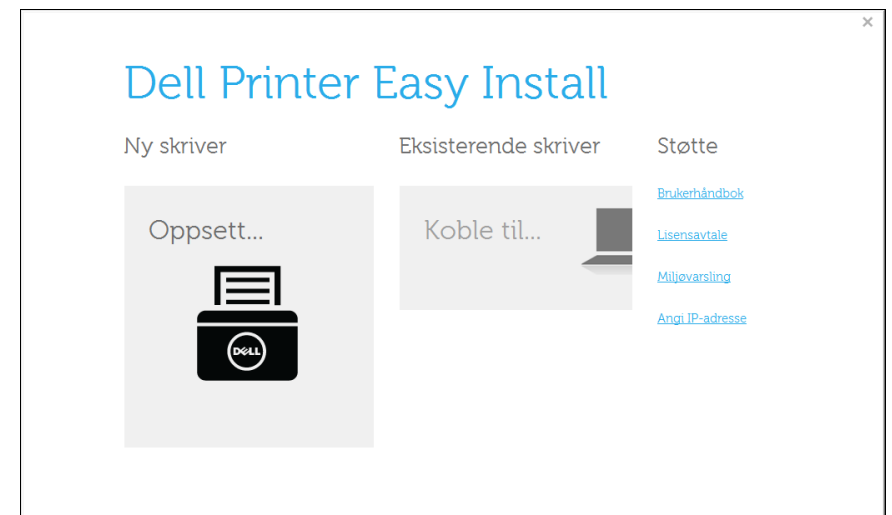 ×
Dell Printer Easy Install
Ny skriver
Oppsett...
DELL
Eksisterende skriver
Koble til...
Støtte
Brukerhåndbok
Lisensavtale
Miljøvarsling
Angi IP-adresse